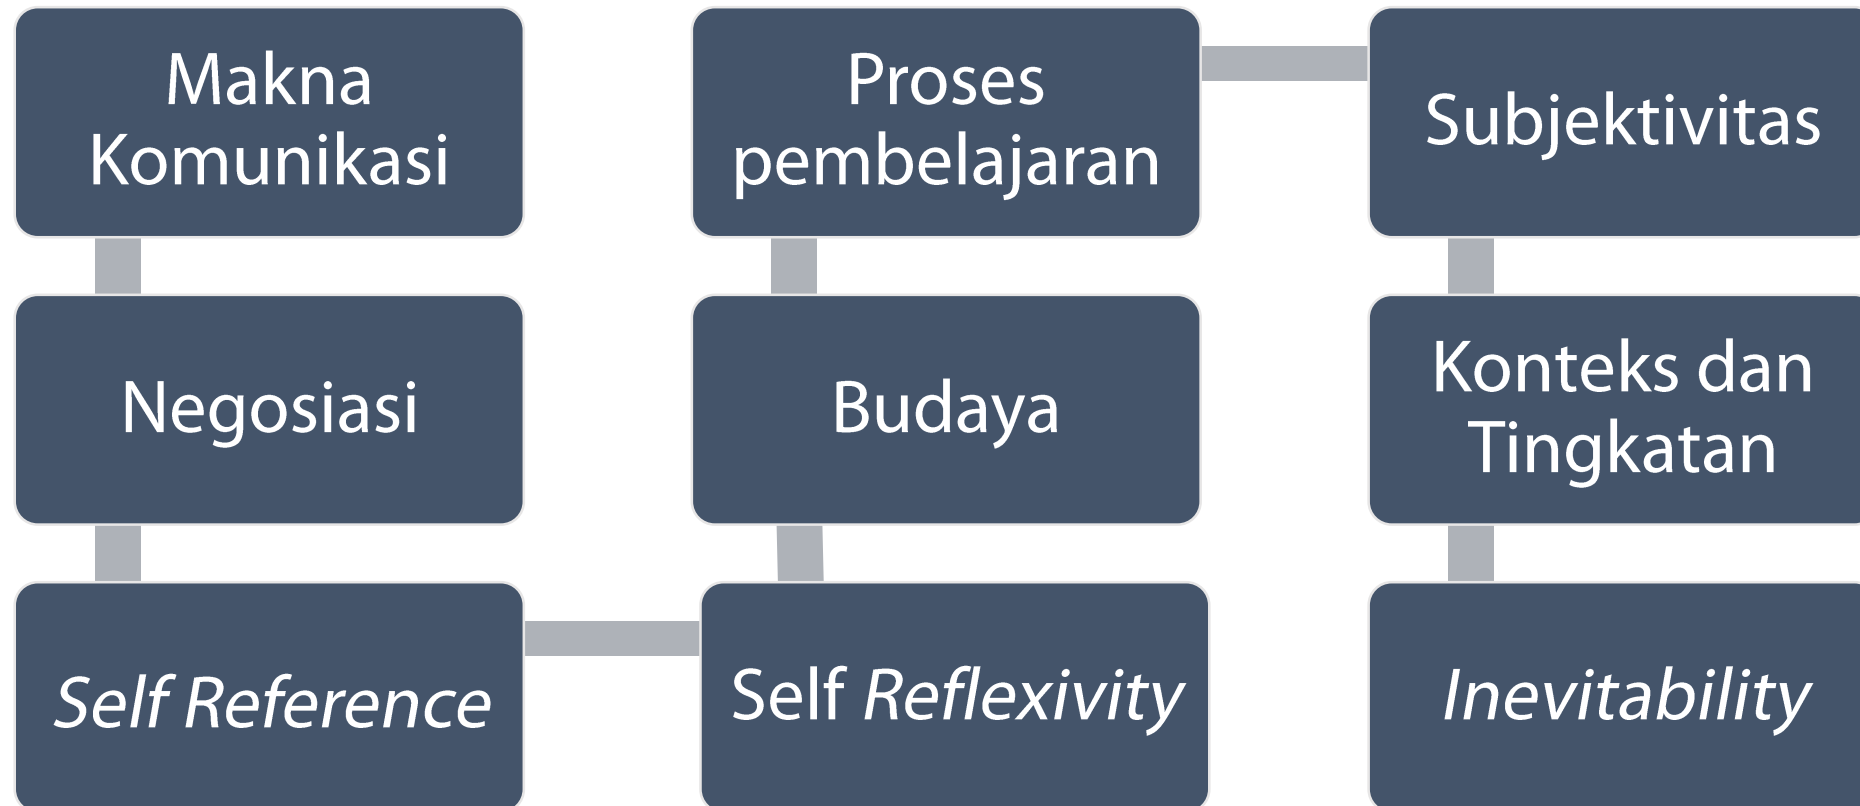 Makna
Komunikasi
Negosiasi
Self Reference
Self Reflexivity
Budaya
Proses
pembelajaran
Subjektivitas
Konteks dan
Tingkatan
Inevitability